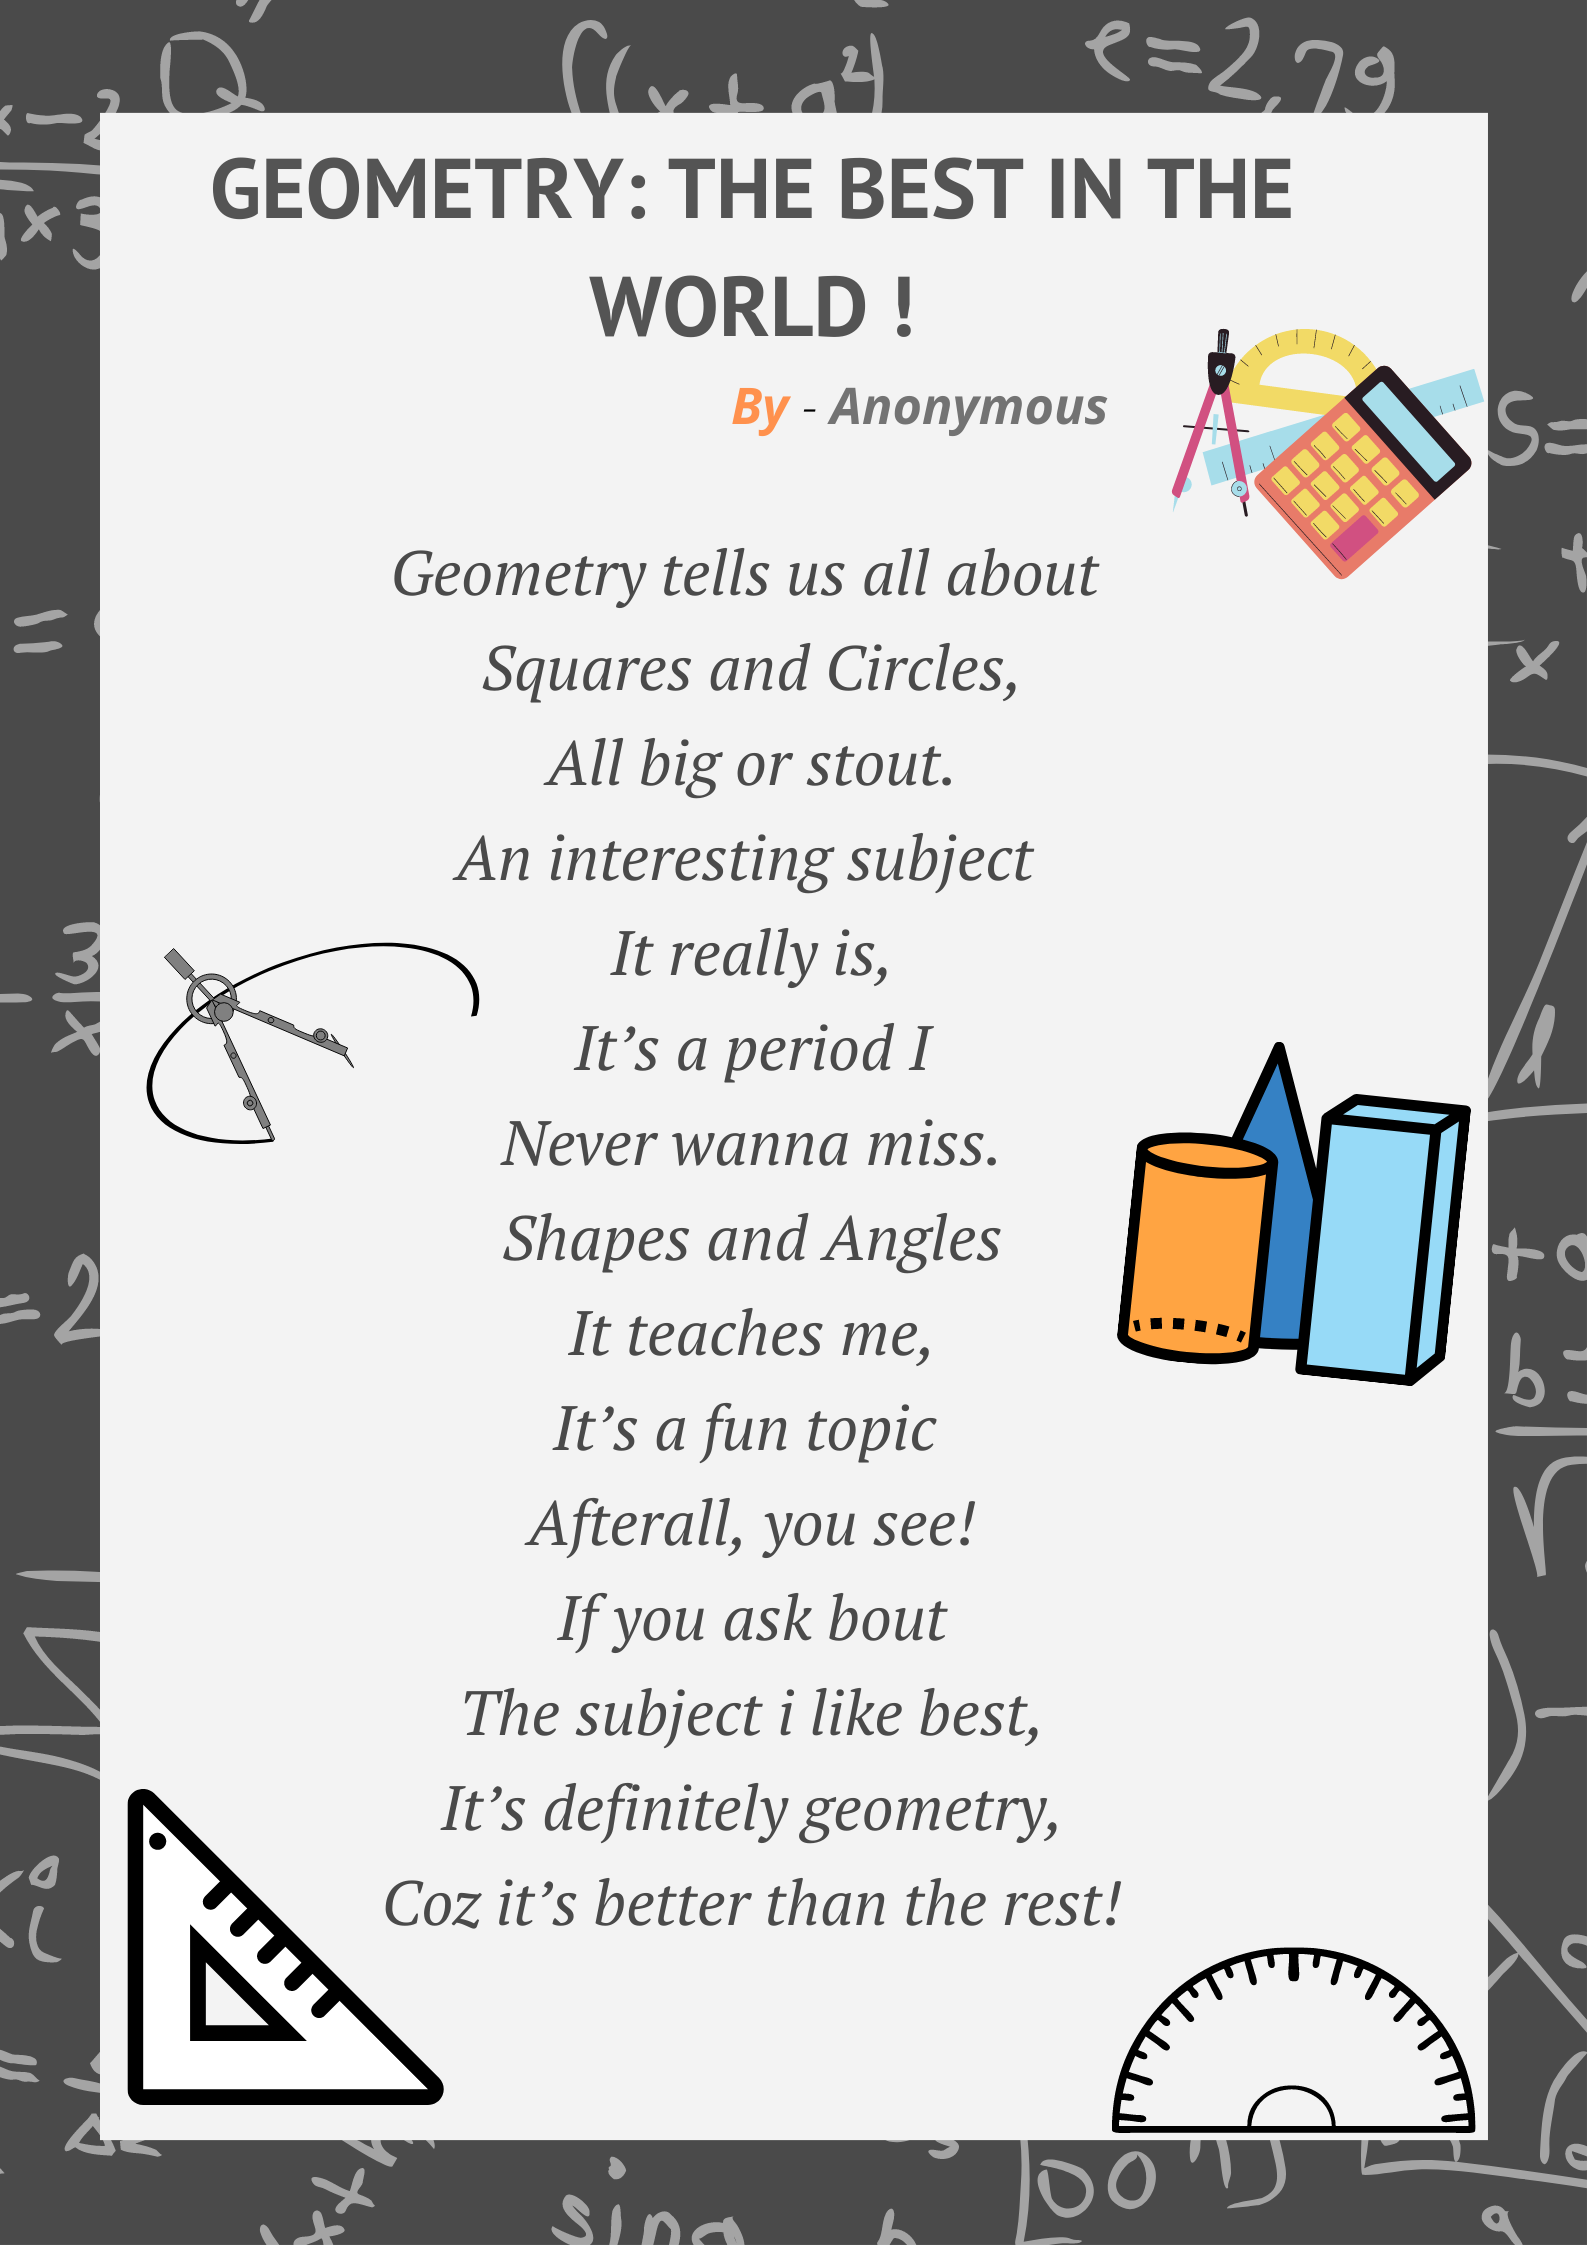 GEOMETRY: THE BEST IN THE
WORLD !
By - Anonymous
Geometry tells us all about
Squares and Circles,
All big or stout.
An interesting subject
It really is,
It’s a period I
Never wanna miss.
Shapes and Angles
It teaches me,
It’s a fun topic
Afterall, you see!
If you ask bout
The subject i like best,
It’s definitely geometry,
Coz it’s better than the rest!